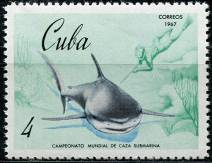 Cuba
CORREOS
1967
4
CAMPEONATO MUNDIAL DE CAZA SUBMARINA